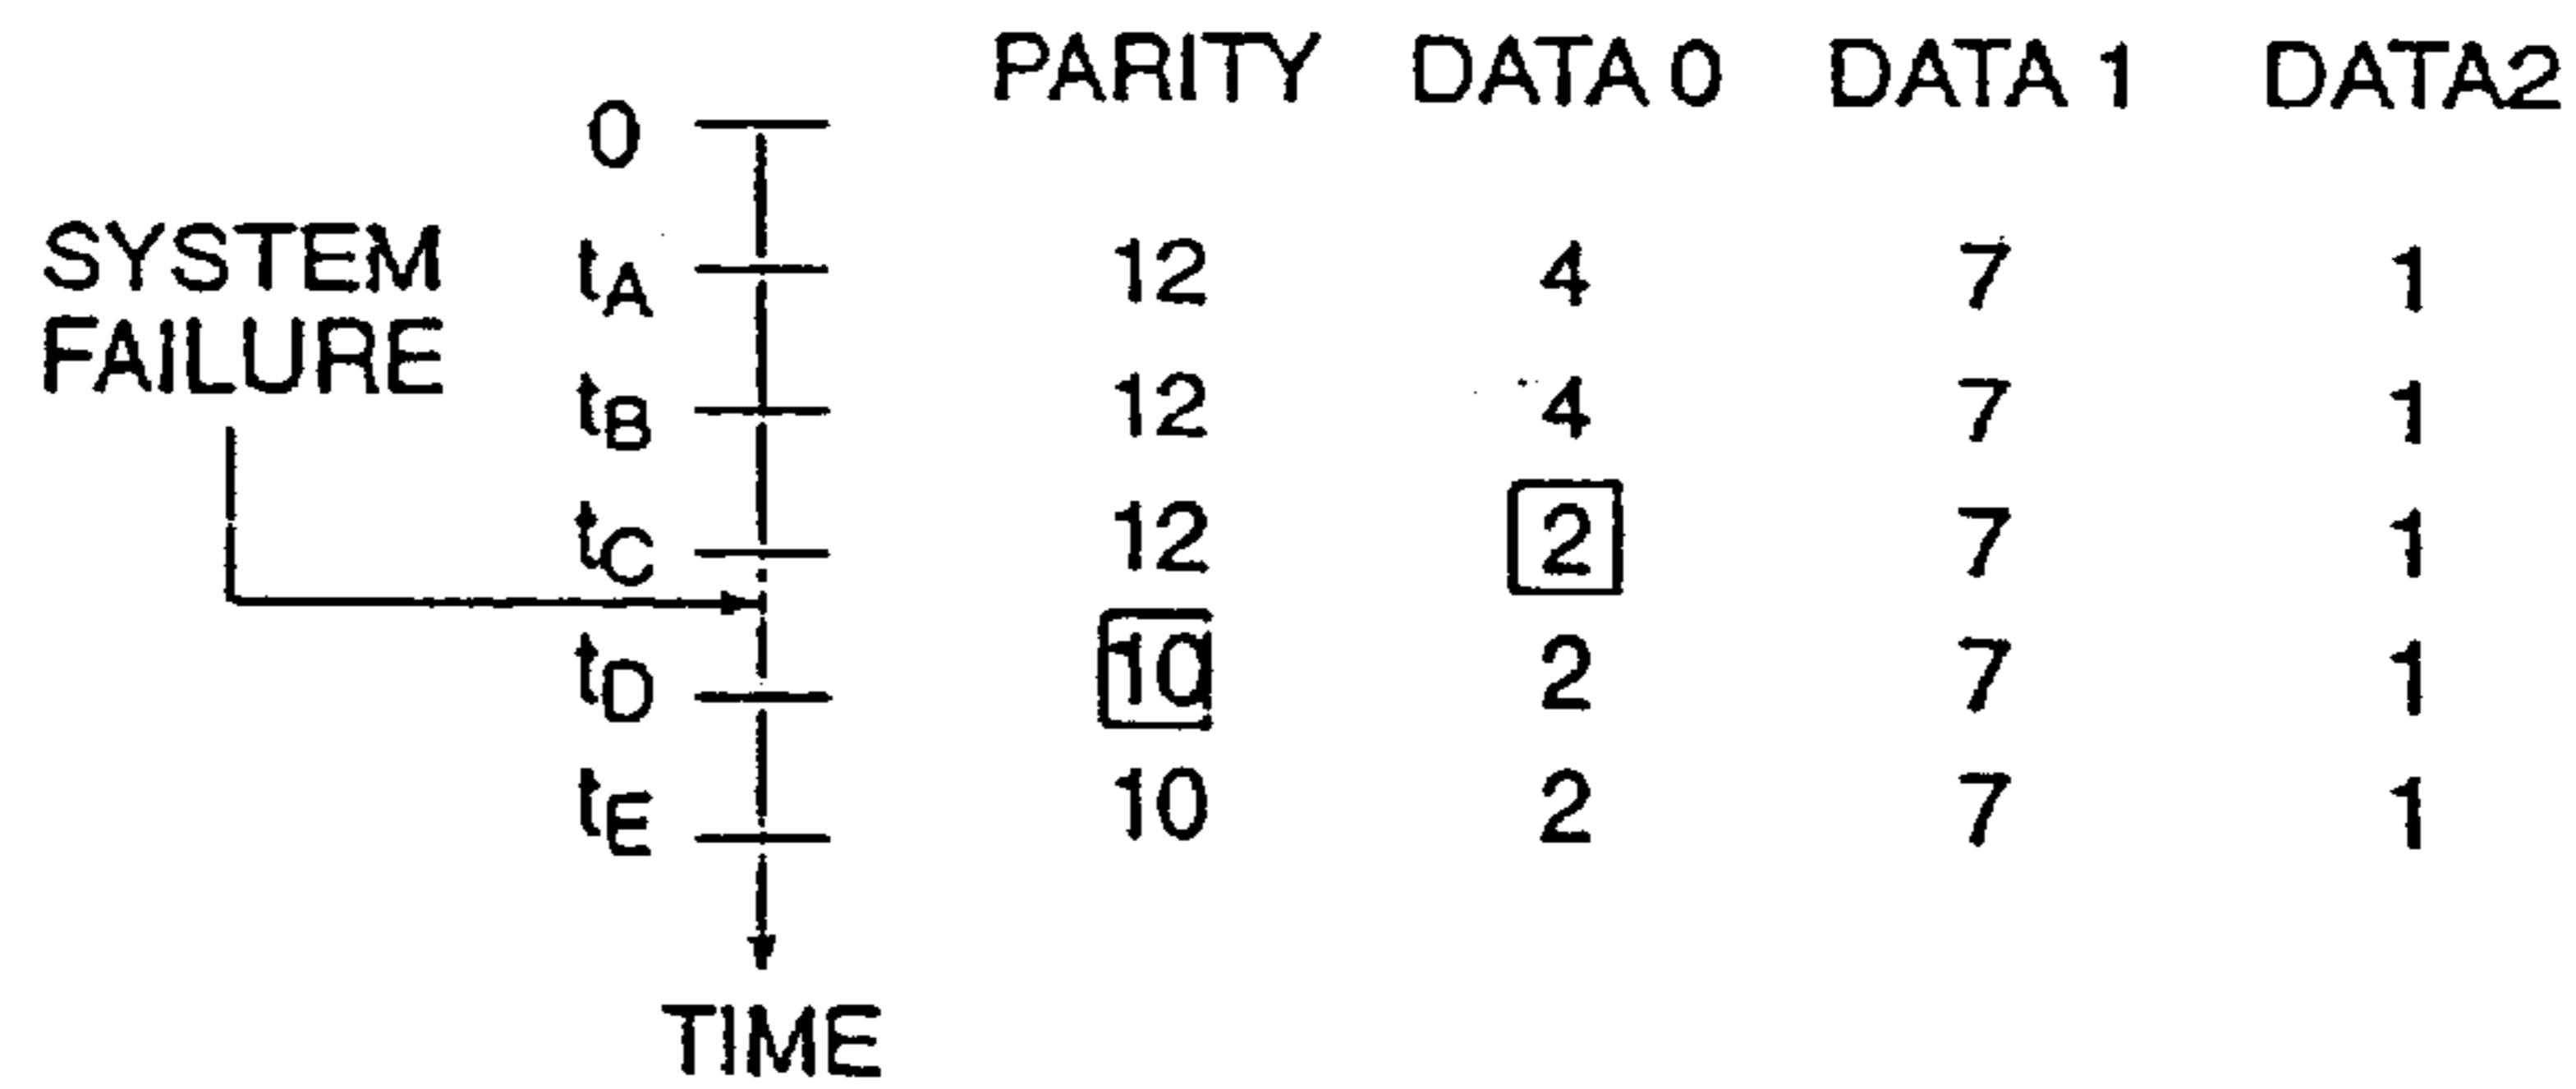 PARITY DATA 0 DATA 1 DATA2
0
SYSTEM
FAILURE
tA 12 4 7 1
tB 12 4 7 1
tC 12 2 7 1
tD 10 2 7 1
tE 10 2 7 1
TIME